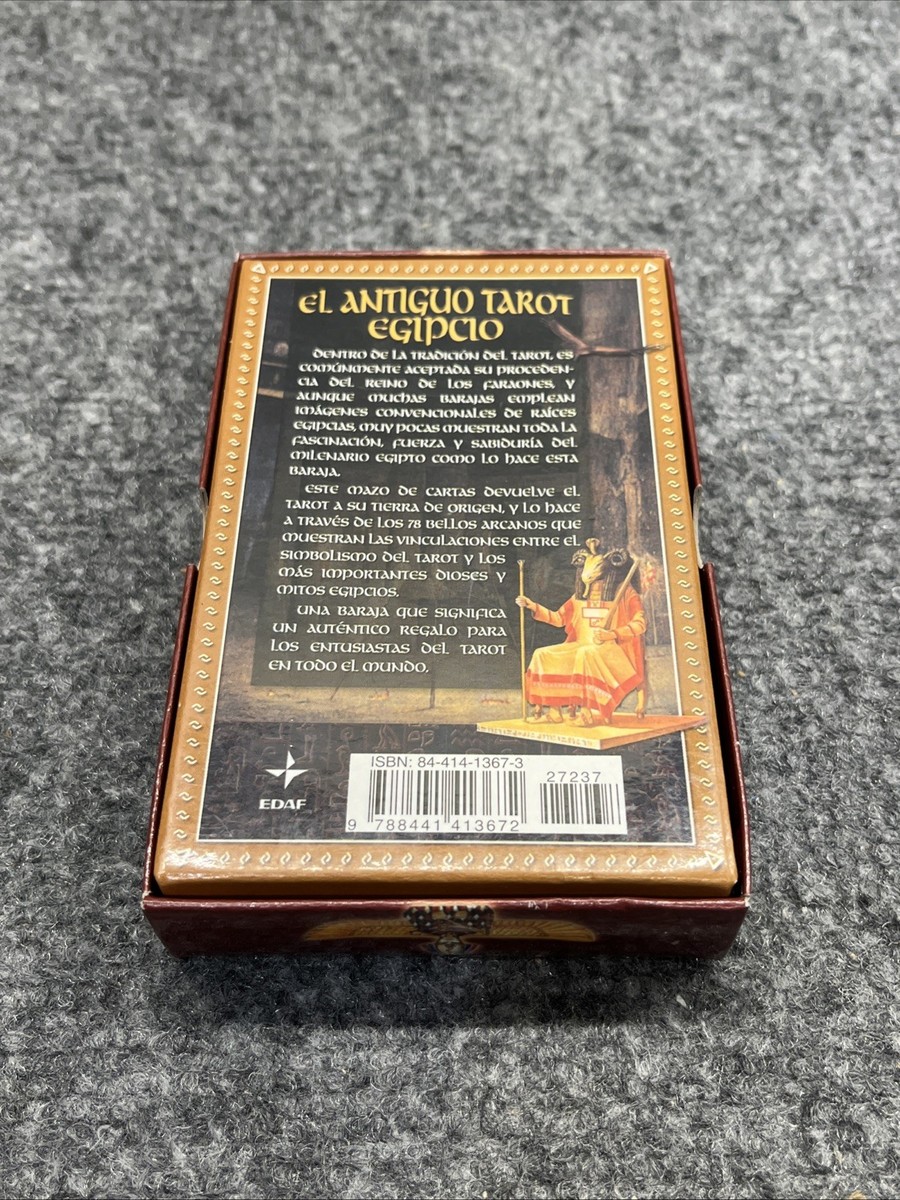 EL ANTIGUO TAROT
EGIPCIO
DENTRO DE LA TRADICIÓN DEL TAROT, ES
COMÚNMENTE ACEPTADA SU PROCEDEN-
CIA DEL REINO DE LOS FARAONES, Y
AUNQUE MUCHAS BARAJAS EMPLEAN
IMÁGENES CONVENCIONALES DE RAÍCES
EGIPCIAS, MUY POCAS MUESTRAN TODA LA
FASCINACIÓN, FUERZA Y SABIDURÍA DEL
MILENARIO EGIPTO COMO LO HACE ESTA
BARAJA.
ESTE MAZO DE CARTAS DEVUELVE EL
TAROT A SU TIERRA DE ORIGEN, Y LO HACE
A TRAVÉS DE LOS 78 BELLOS ARCANOS QUE
MUESTRAN LAS VINCULACIONES ENTRE EL
SIMBOLISMO DEL TAROT Y LOS
MÁS IMPORTANTES DIOSES Y
MITOS EGIPCIOS.
UNA BARAJA QUE SIGNIFICA
UN AUTÉNTICO REGALO PARA
LOS ENTUSIASTAS DEL TAROT
EN TODO EL MUNDO.
EDAF
ISBN: 84-414-1367-3
27237
9 788441 413672